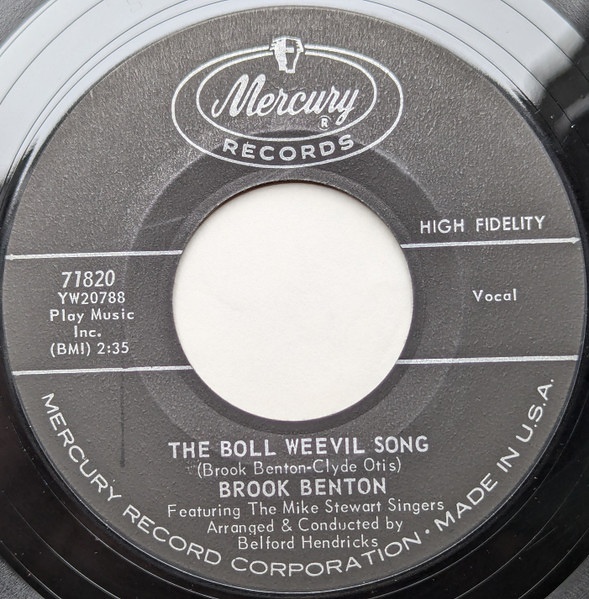 Mercury
®
RECORDS
HIGH FIDELITY
71820
YW20788
Play Music
Inc.
(BMI) 2:35
Vocal
THE BOLL WEEVIL SONG
(Brook Benton-Clyde Otis)
BROOK BENTON
Featuring The Mike Stewart Singers
Arranged & Conducted by
Belford Hendricks
MERCURY RECORD CORPORATION • MADE IN U.S.A.